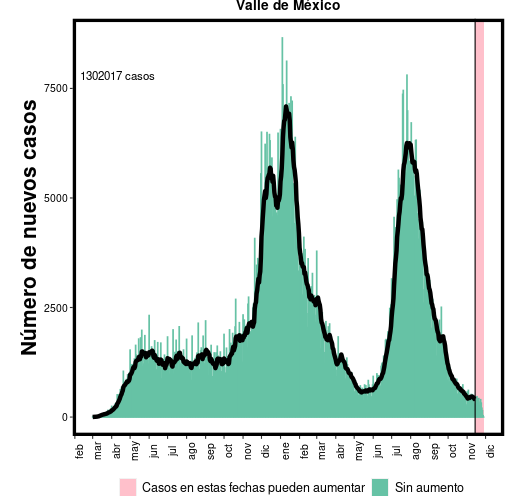 Valle de México
1302017 casos
Número de nuevos casos
7500
5000
2500
0
feb
mar
abr
may
jun
jul
ago
sep
oct
nov
dic
ene
feb
mar
abr
may
jun
jul
ago
sep
oct
nov
dic
Casos en estas fechas pueden aumentar
Sin aumento